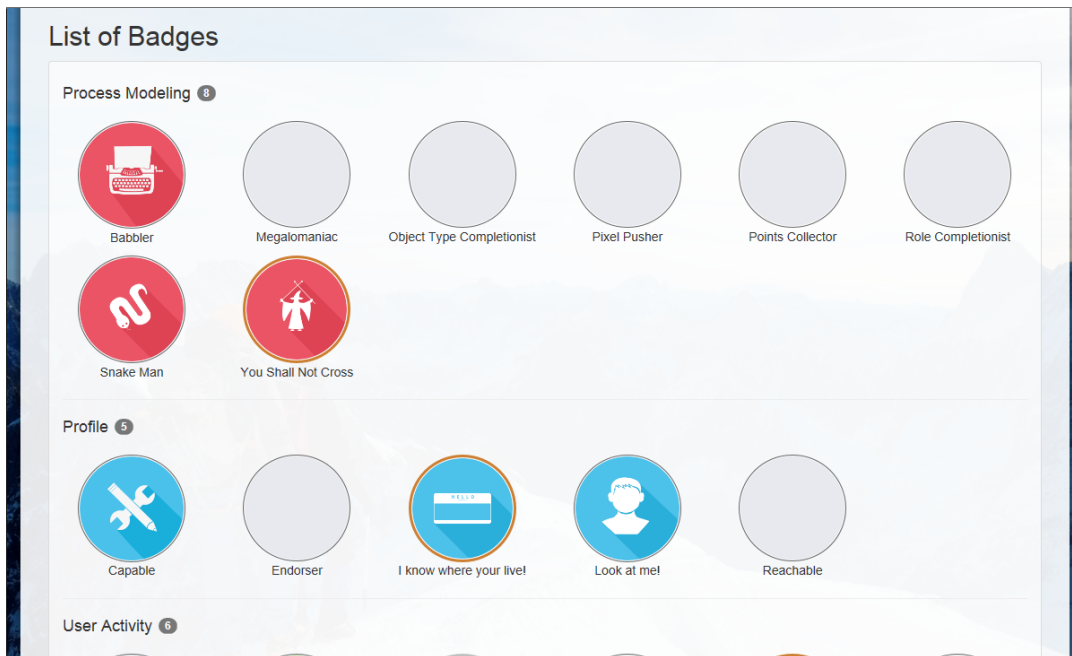 List of Badges
Process Modeling 8
Babbler
Megalomaniac
Object Type Completionist
Pixel Pusher
Points Collector
Role Completionist
Snake Man
You Shall Not Cross
Profile 5
HELLO
Capable
Endorser
I know where your live!
Look at me!
Reachable
User Activity 6